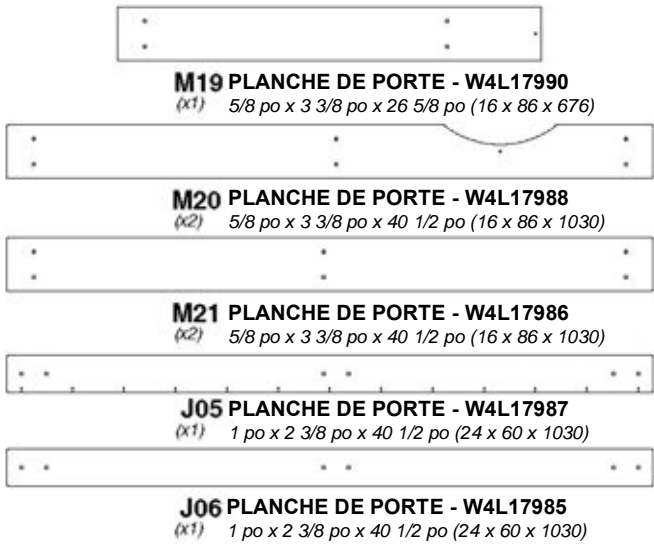 M19 PLANCHE DE PORTE - W4L17990
(x1) 5/8 po x 3 3/8 po x 26 5/8 po (16 x 86 x 676)
M20 PLANCHE DE PORTE - W4L17988
(x2) 5/8 po x 3 3/8 po x 40 1/2 po (16 x 86 x 1030)
M21 PLANCHE DE PORTE - W4L17986
(x2) 5/8 po x 3 3/8 po x 40 1/2 po (16 x 86 x 1030)
J05 PLANCHE DE PORTE - W4L17987
(x1) 1 po x 2 3/8 po x 40 1/2 po (24 x 60 x 1030)
J06 PLANCHE DE PORTE - W4L17985
(x1) 1 po x 2 3/8 po x 40 1/2 po (24 x 60 x 1030)